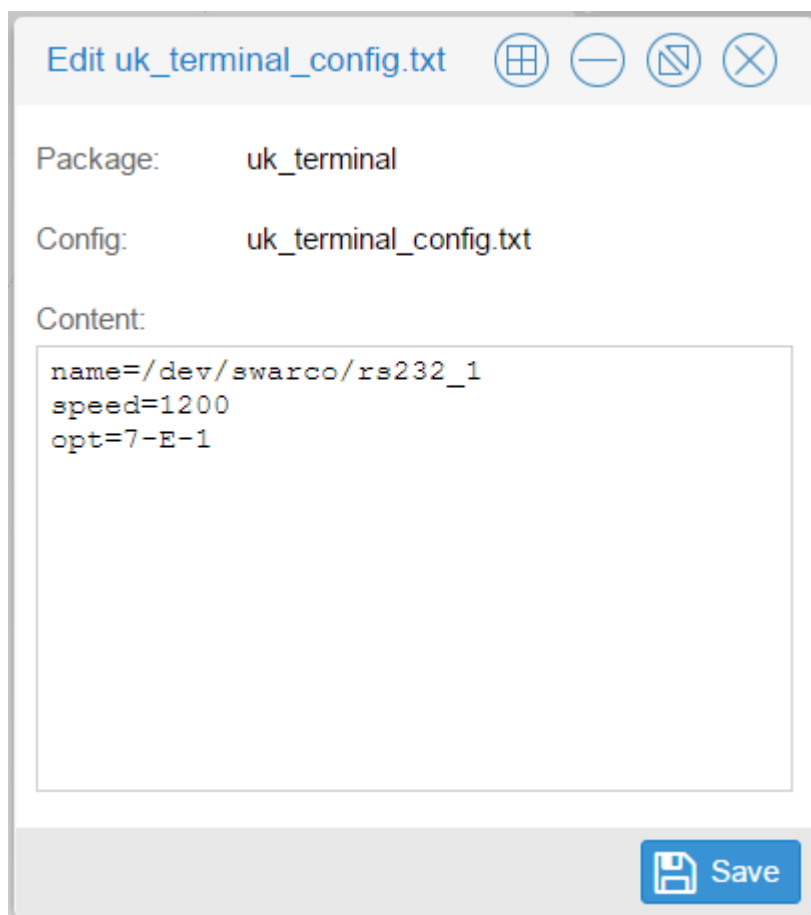 Edit uk_terminal_config.txt
Package: uk_terminal
Config: uk_terminal_config.txt
Content:
name=/dev/swarco/rs232_1
speed=1200
opt=7-E-1
Save